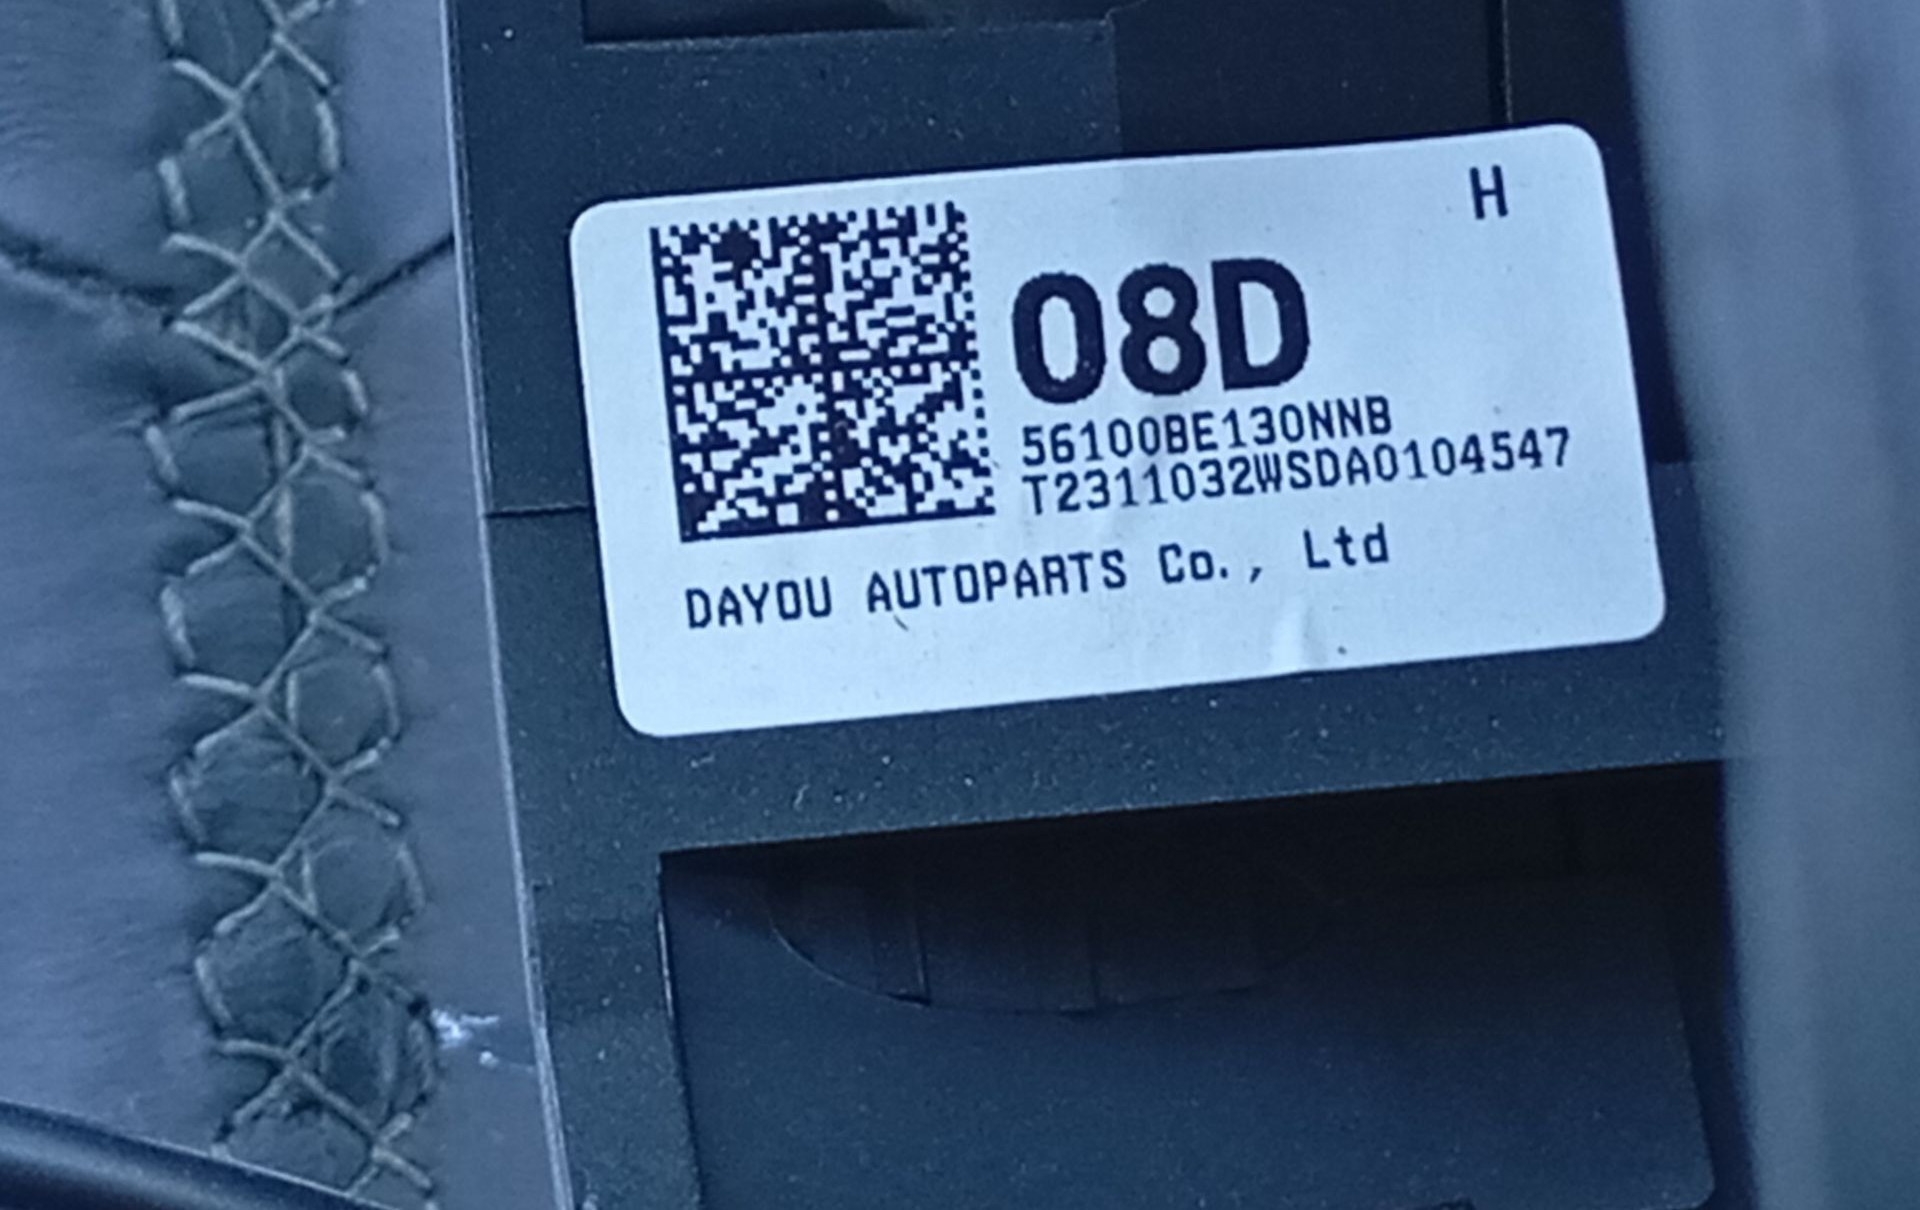 H
08D
56100BE130NNB
T2311032WSDA0104547
DAYOU AUTOPARTS Co., Ltd